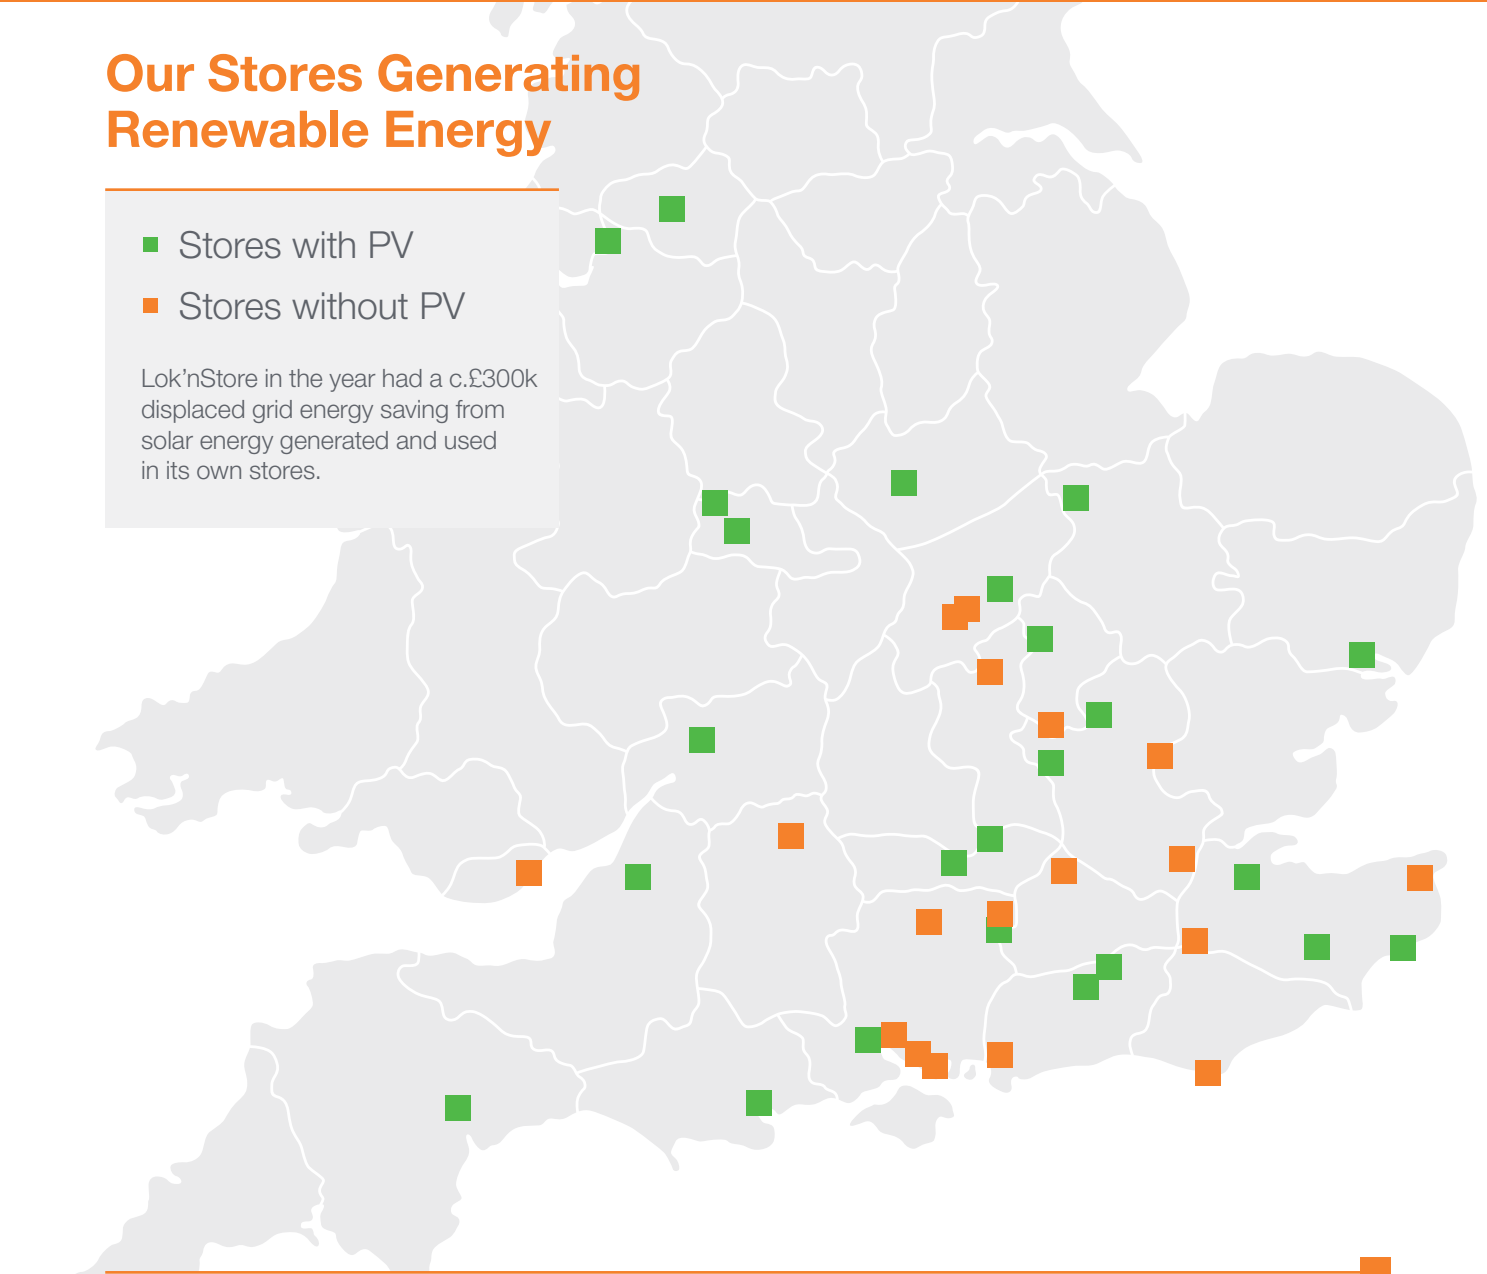 Our Stores Generating
Renewable Energy
Stores with PV
Stores without PV
Lok’nStore in the year had a c.£300k
displaced grid energy saving from
solar energy generated and used
in its own stores.